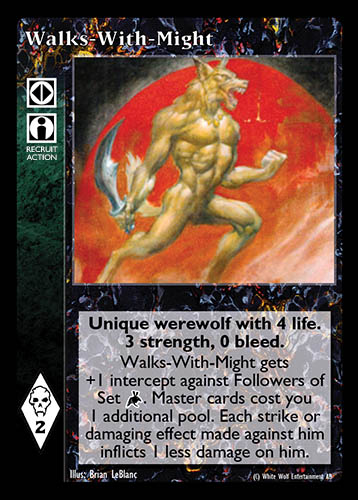 Walks-With-Might
RECRUIT
ACTION
Unique werewolf with 4 life.
3 strength, 0 bleed.
Walks-With-Might gets
+1 intercept against Followers of
Set . Master cards cost you
1 additional pool. Each strike or
damaging effect made against him
inflicts 1 less damage on him.
2
Illus: Brian LeBlanc
(C) White Wolf Entertainment AB